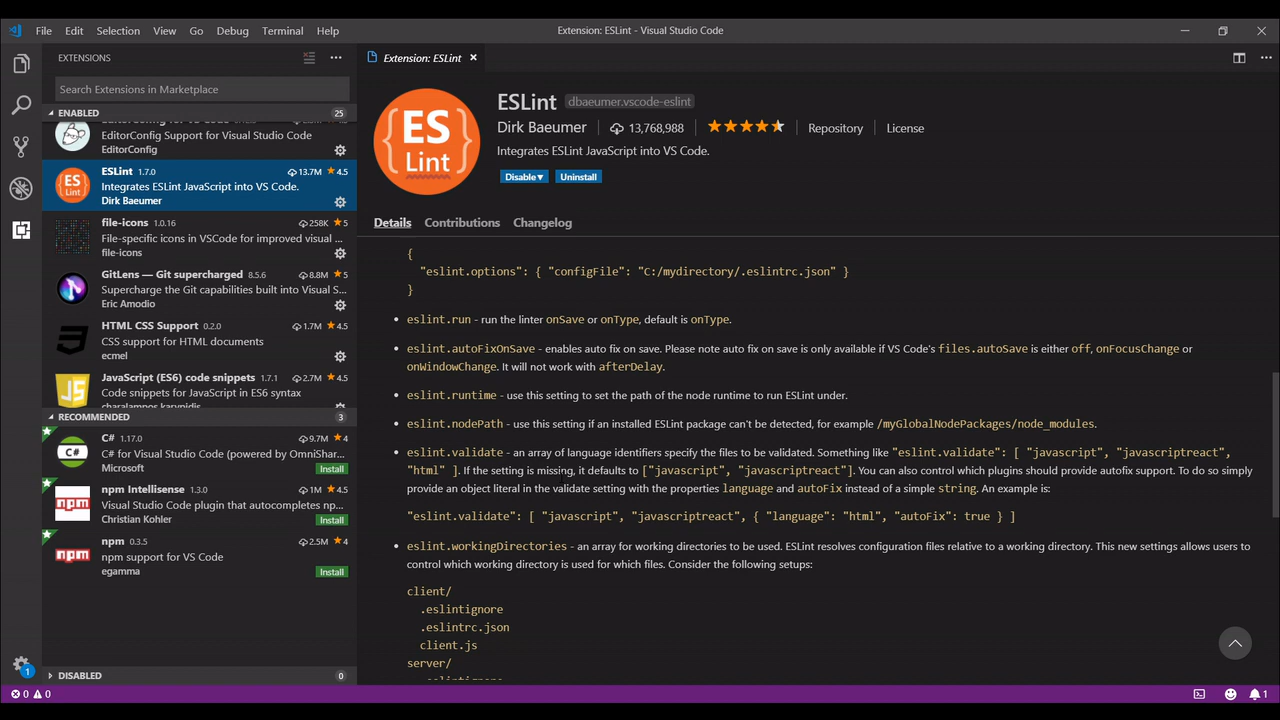 File Edit Selection View Go Debug Terminal Help
Extension: ESLint - Visual Studio Code
EXTENSIONS
Search Extensions in Marketplace
ENABLED 25
EditorConfig Support for Visual Studio Code
EditorConfig
ESLint 1.7.0 13.7M 4.5
Integrates ESLint JavaScript into VS Code.
Dirk Baeumer
file-icons 1.0.16 258K 5
File-specific icons in VSCode for improved visual ...
file-icons
GitLens — Git supercharged 8.5.6 8.8M 5
Supercharge the Git capabilities built into Visual S...
Eric Amodio
HTML CSS Support 0.2.0 1.7M 4.5
CSS support for HTML documents
ecmel
JS
JavaScript (ES6) code snippets 1.7.1 2.7M 4.5
Code snippets for JavaScript in ES6 syntax
charalampos karypidis
RECOMMENDED 3
C# 1.17.0 9.7M 4
C# for Visual Studio Code (powered by OmniShar...
Microsoft Install
npm Intellisense 1.3.0 1M 4.5
Visual Studio Code plugin that autocompletes np...
Christian Kohler Install
npm 0.3.5 2.5M 4
npm support for VS Code
egamma Install
DISABLED 0
Extension: ESLint
{ES Lint}
ESLint dbaeumer.vscode-eslint
Dirk Baeumer 13,768,988 Repository License
Integrates ESLint JavaScript into VS Code.
Disable Uninstall
Details Contributions Changelog
{
"eslint.options": { "configFile": "C:/mydirectory/.eslintrc.json" }
}
• eslint.run - run the linter onSave or onType, default is onType.
• eslint.autoFixOnSave - enables auto fix on save. Please note auto fix on save is only available if VS Code's files.autoSave is either off, onFocusChange or
onWindowChange. It will not work with afterDelay.
• eslint.runtime - use this setting to set the path of the node runtime to run ESLint under.
• eslint.nodePath - use this setting if an installed ESLint package can't be detected, for example /myGlobalNodePackages/node_modules.
• eslint.validate - an array of language identifiers specify the files to be validated. Something like "eslint.validate": [ "javascript", "javascriptreact",
"html" ]. If the setting is missing, it defaults to ["javascript", "javascriptreact"]. You can also control which plugins should provide autofix support. To do so simply
provide an object literal in the validate setting with the properties language and autoFix instead of a simple string. An example is:
"eslint.validate": [ "javascript", "javascriptreact", { "language": "html", "autoFix": true } ]
• eslint.workingDirectories - an array for working directories to be used. ESLint resolves configuration files relative to a working directory. This new settings allows users to
control which working directory is used for which files. Consider the following setups:
client/
.eslintignore
.eslintrc.json
client.js
server/
0 0
1
1